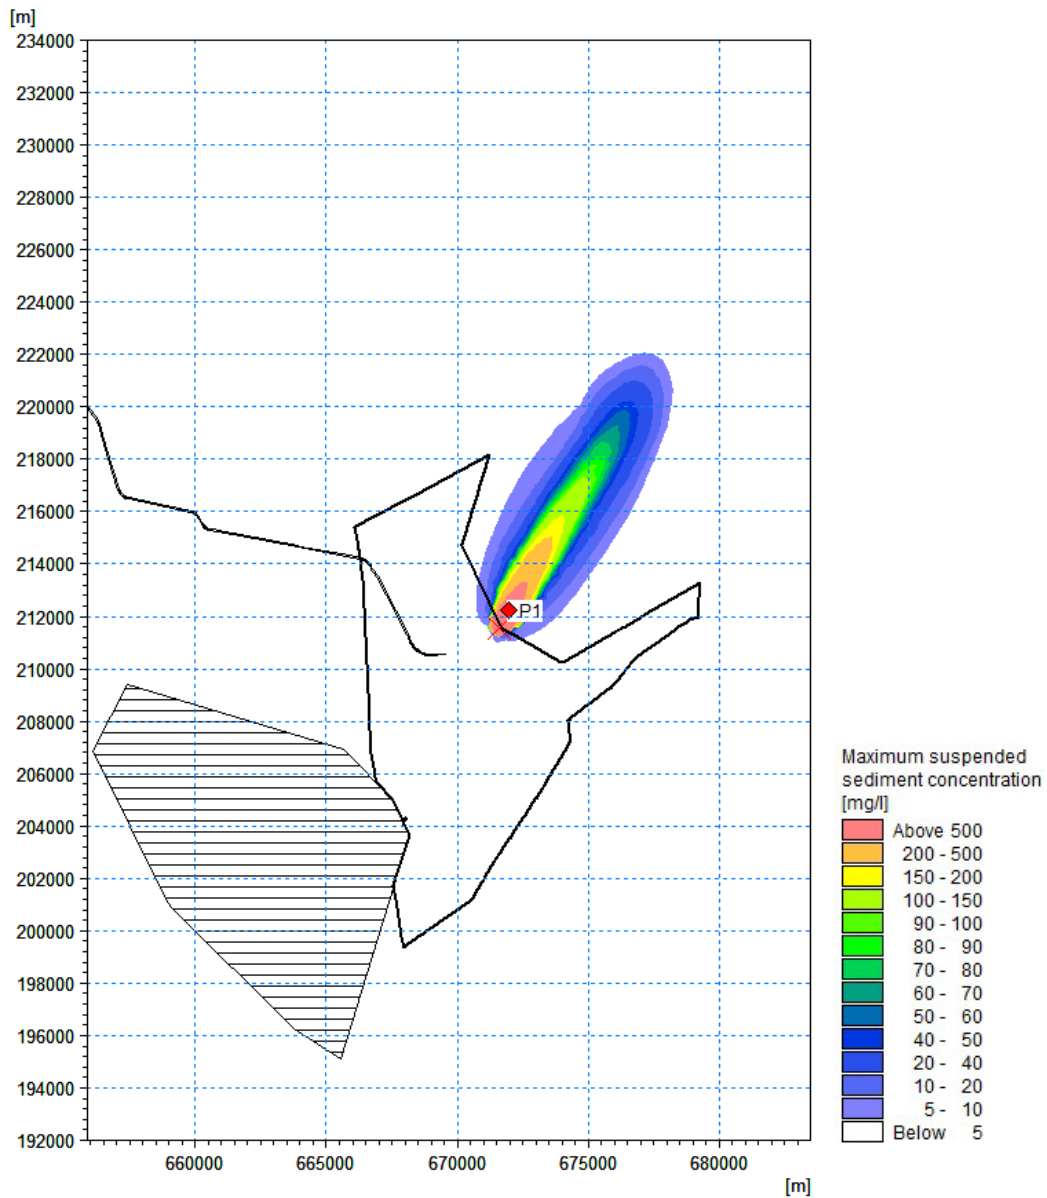 [m]
234000
232000
230000
228000
226000
224000
222000
220000
218000
216000
214000
212000
210000
208000
206000
204000
202000
200000
198000
196000
194000
192000
660000
665000
670000
675000
680000
[m]
P1
Maximum suspended
sediment concentration
[mg/l]
Above 500
200 - 500
150 - 200
100 - 150
90 - 100
80 - 90
70 - 80
60 - 70
50 - 60
40 - 50
20 - 40
10 - 20
5 - 10
Below 5